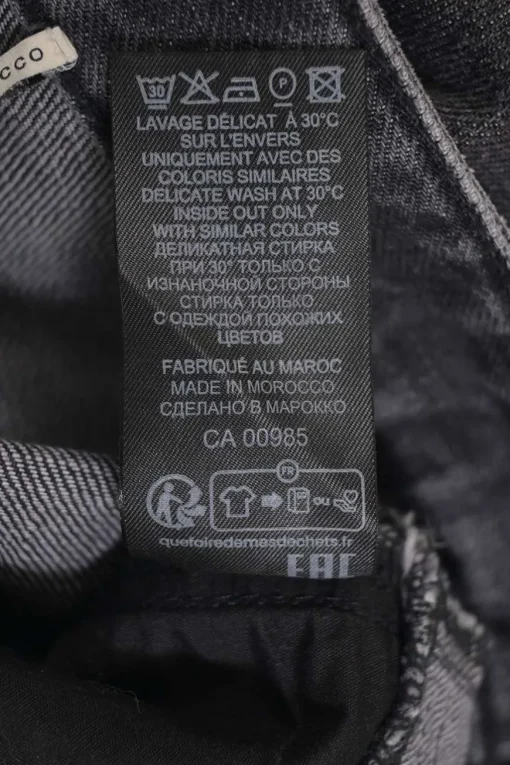 CCO
30
P
LAVAGE DÉLICAT À 30°C
SUR L'ENVERS
UNIQUEMENT AVEC DES
COLORIS SIMILAIRES
DELICATE WASH AT 30°C
INSIDE OUT ONLY
WITH SIMILAR COLORS
ДЕЛИКАТНАЯ СТИРКА
ПРИ 30° ТОЛЬКО С
ИЗНАНОЧНОЙ СТОРОНЫ
СТИРКА ТОЛЬКО
С ОДЕЖДОЙ ПОХОЖИХ
ЦВЕТОВ
FABRIQUÉ AU MAROC
MADE IN MOROCCO
СДЕЛАНО В МАРОККО
CA 00985
FR
OU
quefairedemesdechets.fr
EAC